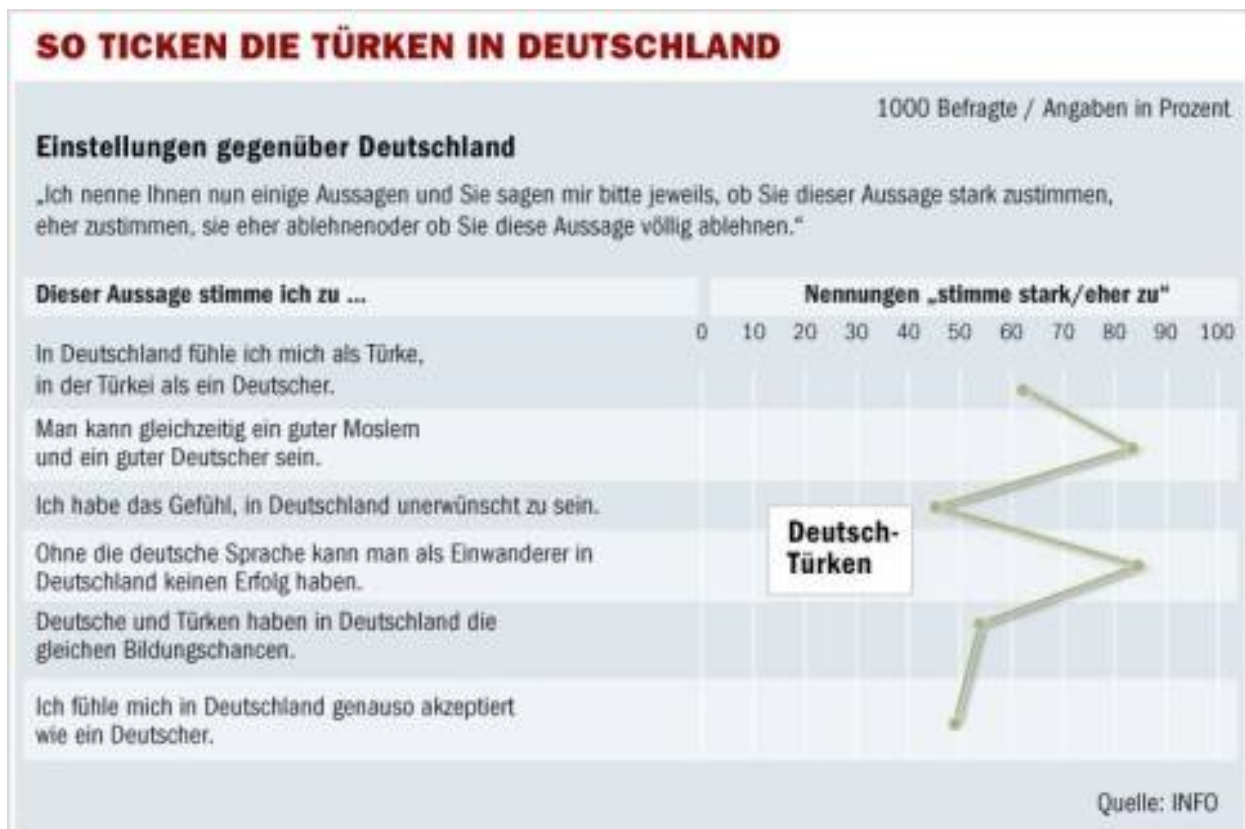 SO TICKEN DIE TÜRKEN IN DEUTSCHLAND
1000 Befragte / Angaben in Prozent
Einstellungen gegenüber Deutschland
„Ich nenne Ihnen nun einige Aussagen und Sie sagen mir bitte jeweils, ob Sie dieser Aussage stark zustimmen,
eher zustimmen, sie eher ablehnenoder ob Sie diese Aussage völlig ablehnen.“
Dieser Aussage stimme ich zu ...
Nennungen „stimme stark/eher zu“
0 10 20 30 40 50 60 70 80 90 100
In Deutschland fühle ich mich als Türke,
in der Türkei als ein Deutscher.
Man kann gleichzeitig ein guter Moslem
und ein guter Deutscher sein.
Ich habe das Gefühl, in Deutschland unerwünscht zu sein.
Ohne die deutsche Sprache kann man als Einwanderer in
Deutschland keinen Erfolg haben.
Deutsche und Türken haben in Deutschland die
gleichen Bildungschancen.
Ich fühle mich in Deutschland genauso akzeptiert
wie ein Deutscher.
Deutsch-
Türken
Quelle: INFO